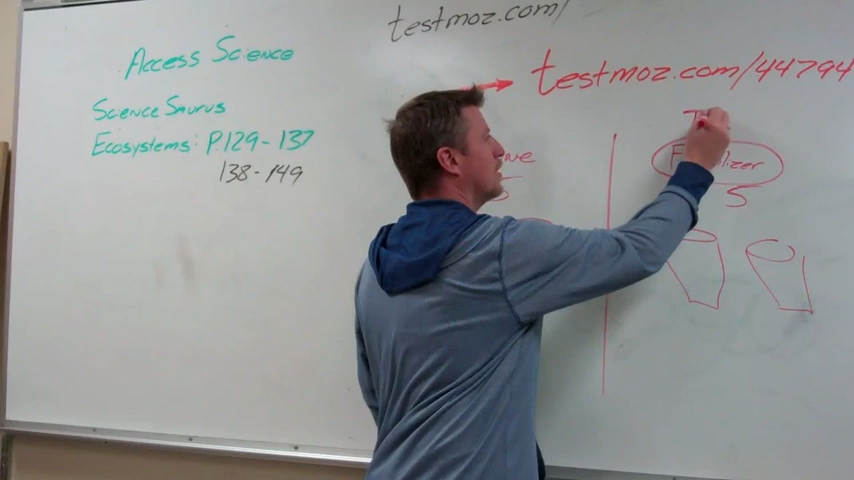 testmoz.com/
Access Science
testmoz.com/44794
Science Saurus
Ecosystems: P.129-137
138-149
S